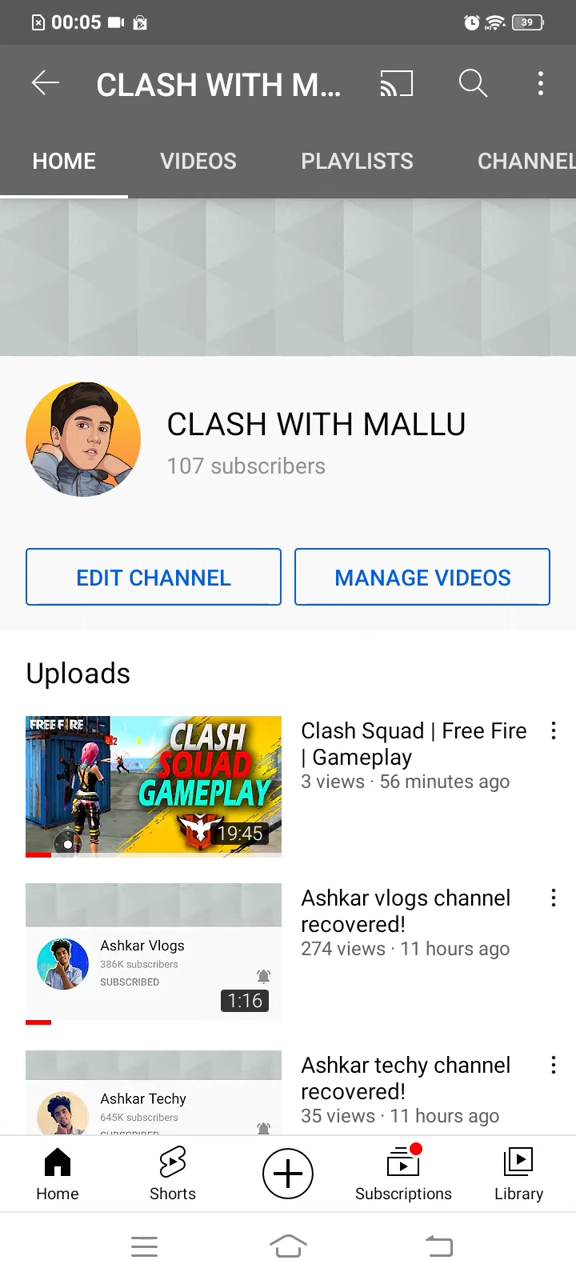 00:05
39
CLASH WITH M...
HOME VIDEOS PLAYLISTS CHANNEL
CLASH WITH MALLU
107 subscribers
EDIT CHANNEL MANAGE VIDEOS
Uploads
FREE FIRE
CLASH
SQUAD
GAMEPLAY
19:45
Clash Squad | Free Fire
| Gameplay
3 views · 56 minutes ago
Ashkar Vlogs
386K subscribers
SUBSCRIBED
1:16
Ashkar vlogs channel
recovered!
274 views · 11 hours ago
Ashkar Techy
645K subscribers
SUBSCRIBED
Ashkar techy channel
recovered!
35 views · 11 hours ago
Home Shorts Subscriptions Library